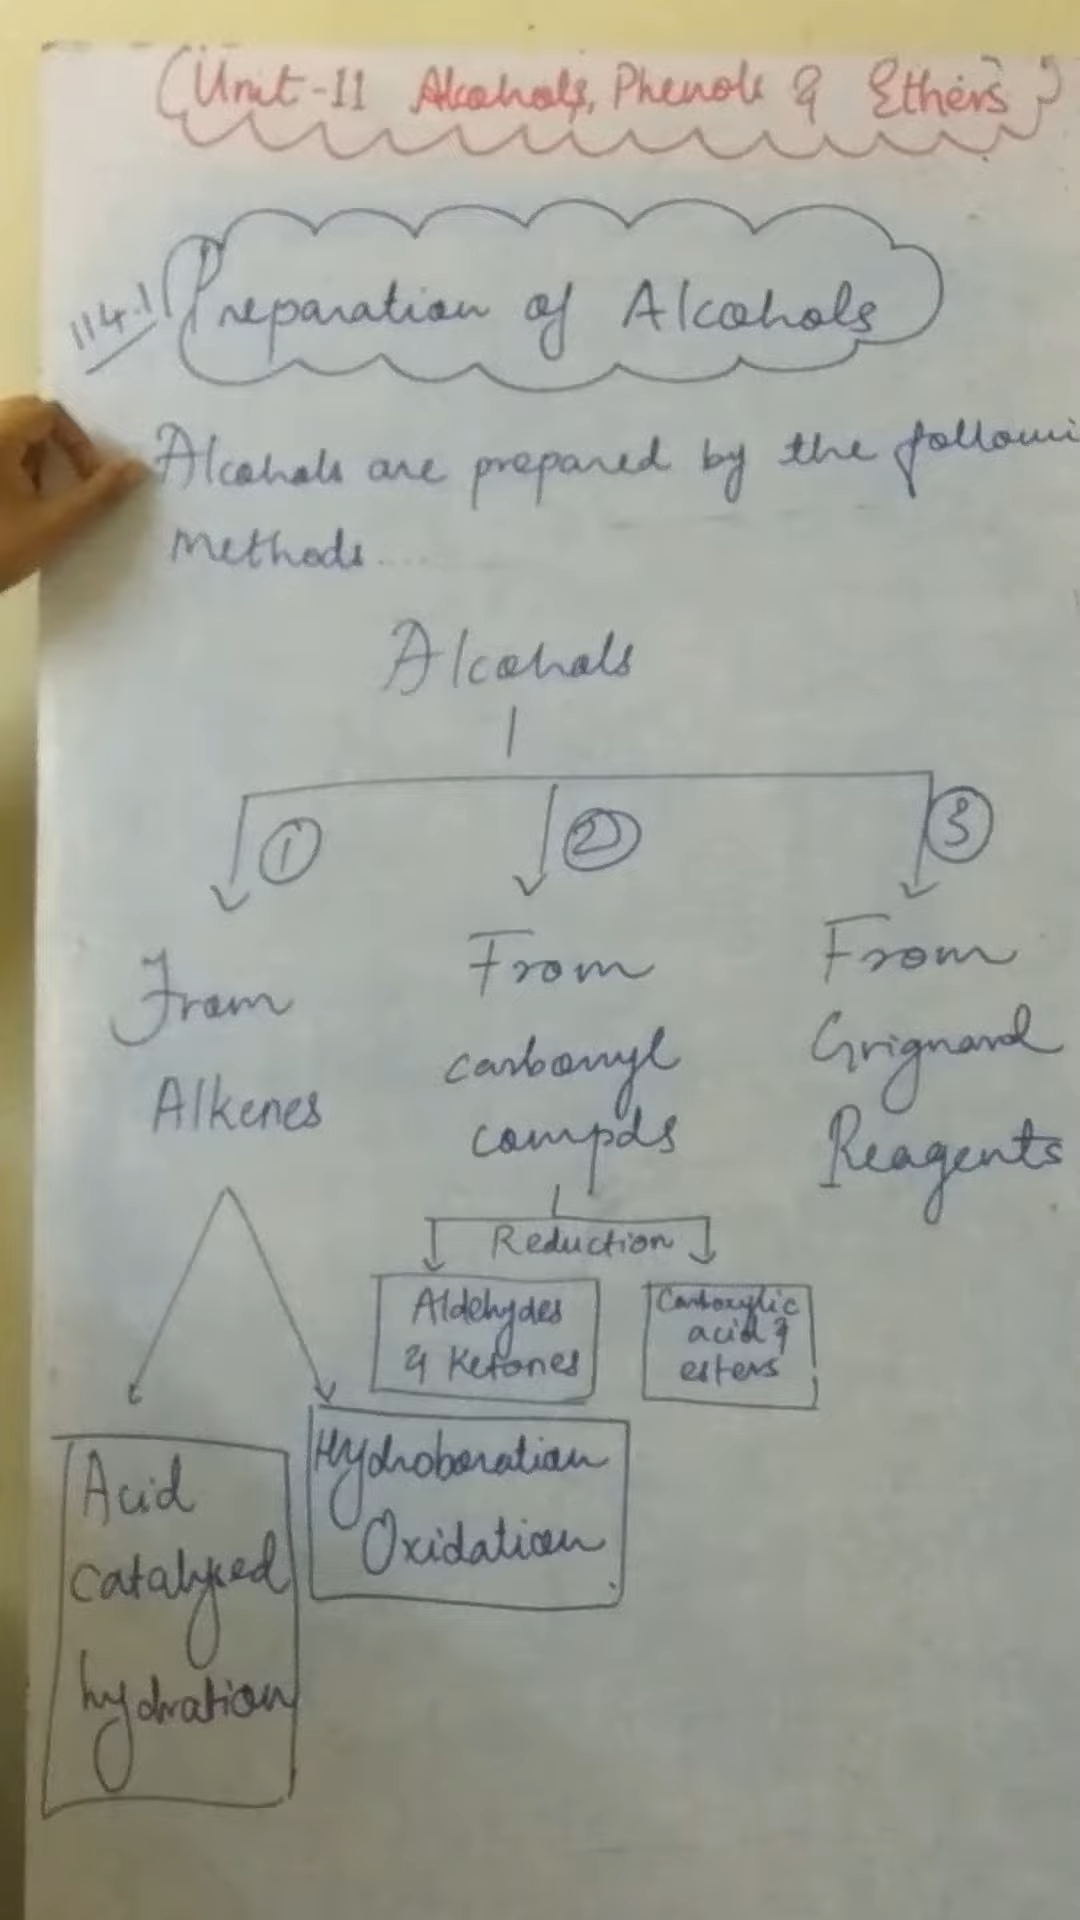 Unit-11 Alcohols, Phenols & Ethers
11.4.1 Preparation of Alcohols
Alcohols are prepared by the followi
methods....
Alcohols
1 2 3
From From From
Alkenes carbonyl Grignard
compds Reagents
Reduction
Aldehydes Carboxylic
& Ketones acid &
esters
Acid Hydroboration
catalysed Oxidation
hydration